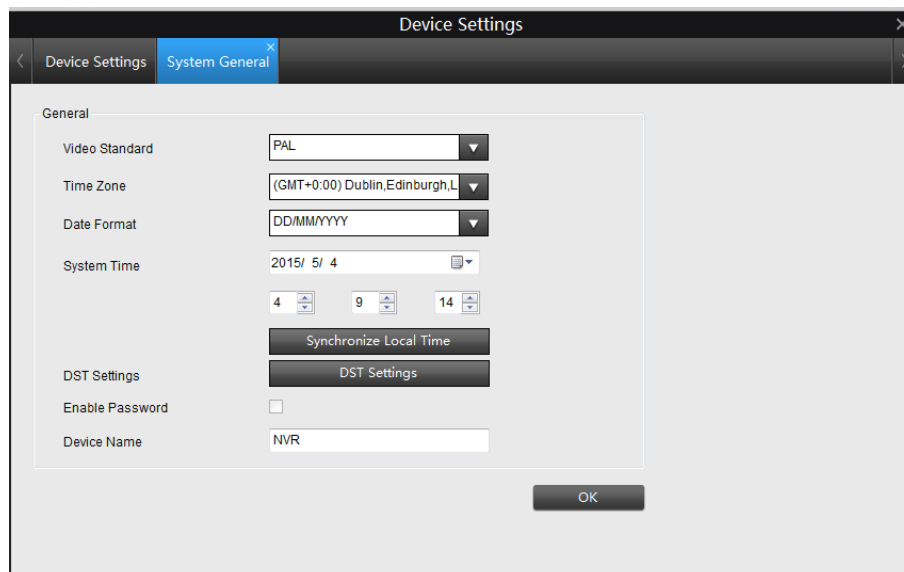 Device Settings
Device Settings
System General
General
Video Standard PAL
Time Zone (GMT+0:00) Dublin,Edinburgh,L
Date Format DD/MM/YYYY
System Time 2015/ 5/ 4
4 9 14
Synchronize Local Time
DST Settings DST Settings
Enable Password
Device Name NVR
OK